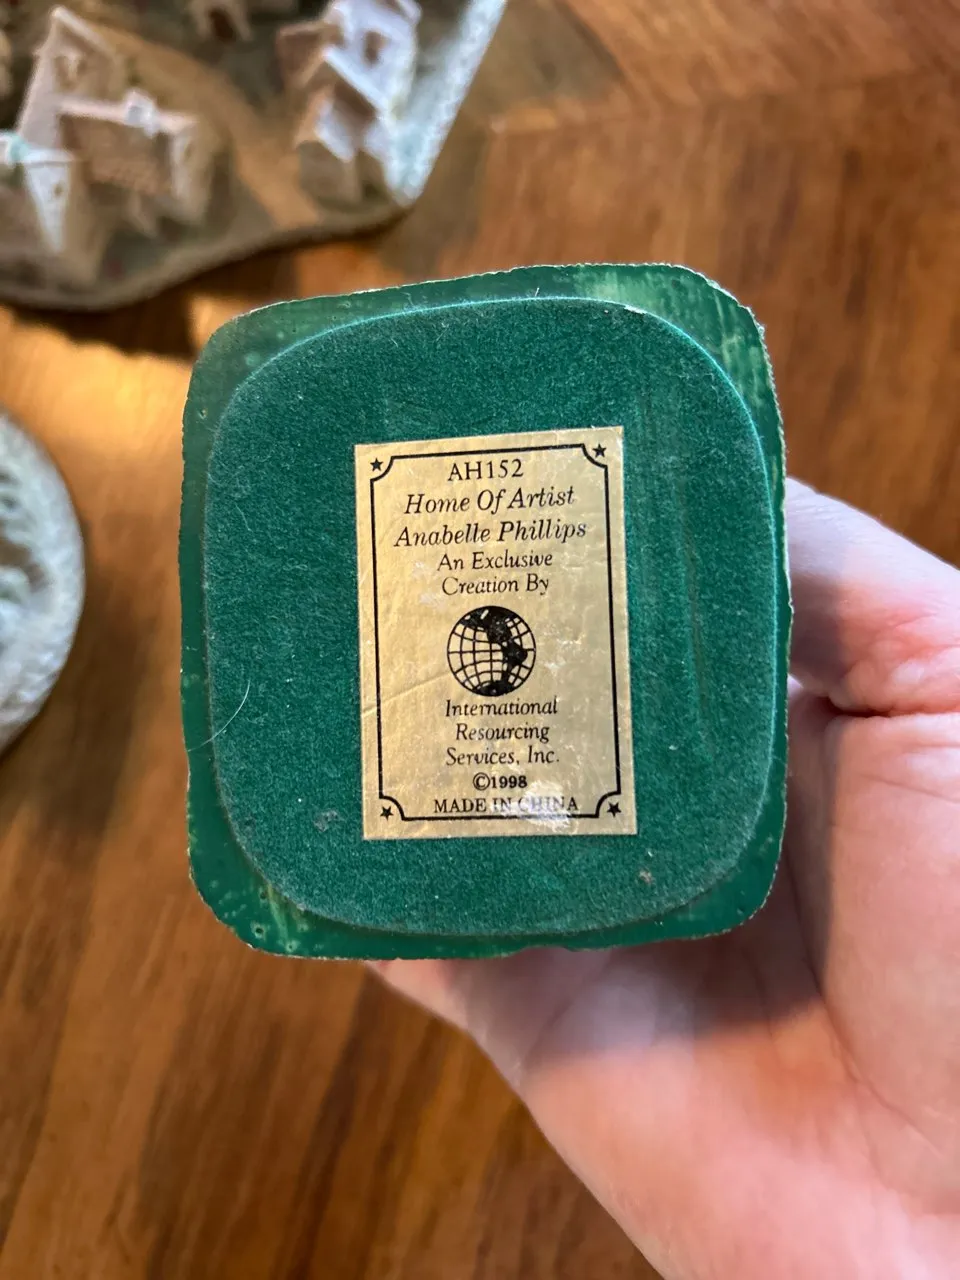 AH152
Home Of Artist
Anabelle Phillips
An Exclusive
Creation By
International
Resourcing
Services, Inc.
©1998
MADE IN CHINA